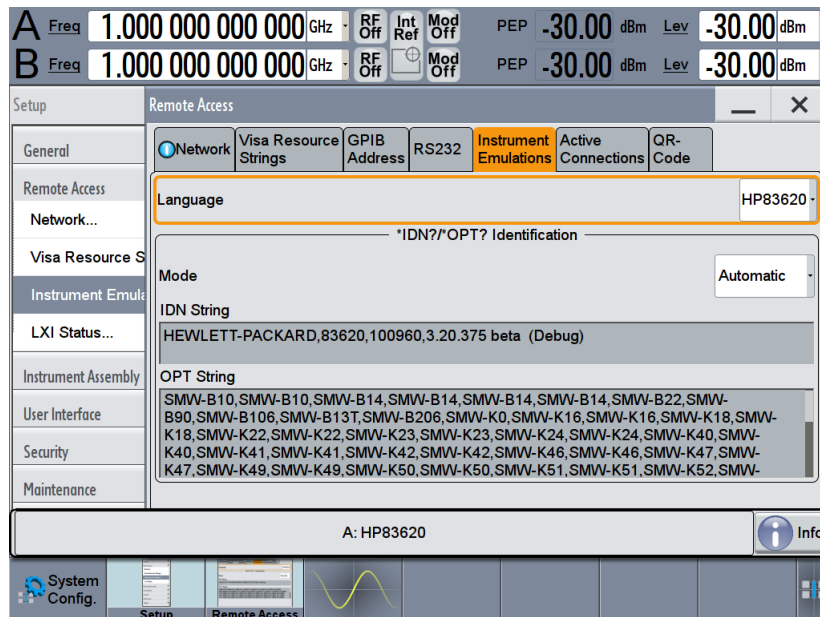 A Freq 1.000 000 000 000 GHz RF Off Int Ref Mod Off PEP -30.00 dBm Lev -30.00 dBm
B Freq 1.000 000 000 000 GHz RF Off Mod Off PEP -30.00 dBm Lev -30.00 dBm
Setup
General
Remote Access
Network...
Visa Resource S
Instrument Emula
LXI Status...
Instrument Assembly
User Interface
Security
Maintenance
Remote Access
Network
Visa Resource Strings
GPIB Address
RS232
Instrument Emulations
Active Connections
QR-Code
Language HP83620
*IDN?/*OPT? Identification
Mode Automatic
IDN String
HEWLETT-PACKARD,83620,100960,3.20.375 beta (Debug)
OPT String
SMW-B10,SMW-B10,SMW-B14,SMW-B14,SMW-B14,SMW-B14,SMW-B22,SMW-
B90,SMW-B106,SMW-B13T,SMW-B206,SMW-K0,SMW-K16,SMW-K16,SMW-K18,SMW-
K18,SMW-K22,SMW-K22,SMW-K23,SMW-K23,SMW-K24,SMW-K24,SMW-K40,SMW-
K40,SMW-K41,SMW-K41,SMW-K42,SMW-K42,SMW-K46,SMW-K46,SMW-K47,SMW-
K47,SMW-K49,SMW-K49,SMW-K50,SMW-K50,SMW-K51,SMW-K51,SMW-K52,SMW-
A: HP83620
Info
System Config.
Setup
Remote Access